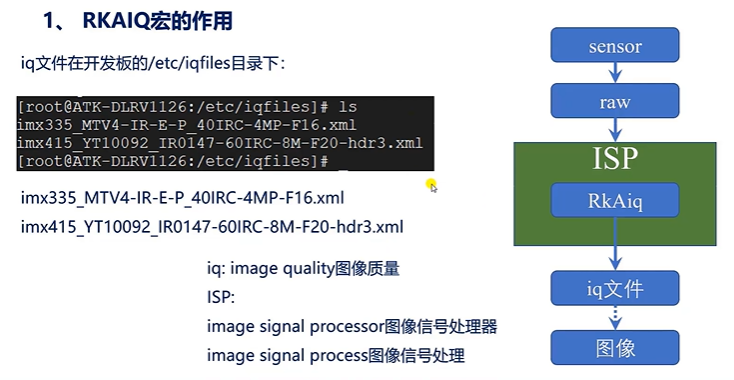 1、 RKAIQ宏的作用
iq文件在开发板的/etc/iqfiles目录下：
[root@ATK-DLRV1126:/etc/iqfiles]# ls
imx335_MTV4-IR-E-P_40IRC-4MP-F16.xml
imx415_YT10092_IR0147-60IRC-8M-F20-hdr3.xml
[root@ATK-DLRV1126:/etc/iqfiles]#
imx335_MTV4-IR-E-P_40IRC-4MP-F16.xml
imx415_YT10092_IR0147-60IRC-8M-F20-hdr3.xml
iq: image quality图像质量
ISP:
image signal processor图像信号处理器
image signal process图像信号处理
sensor
raw
ISP
RkAiq
iq文件
图像